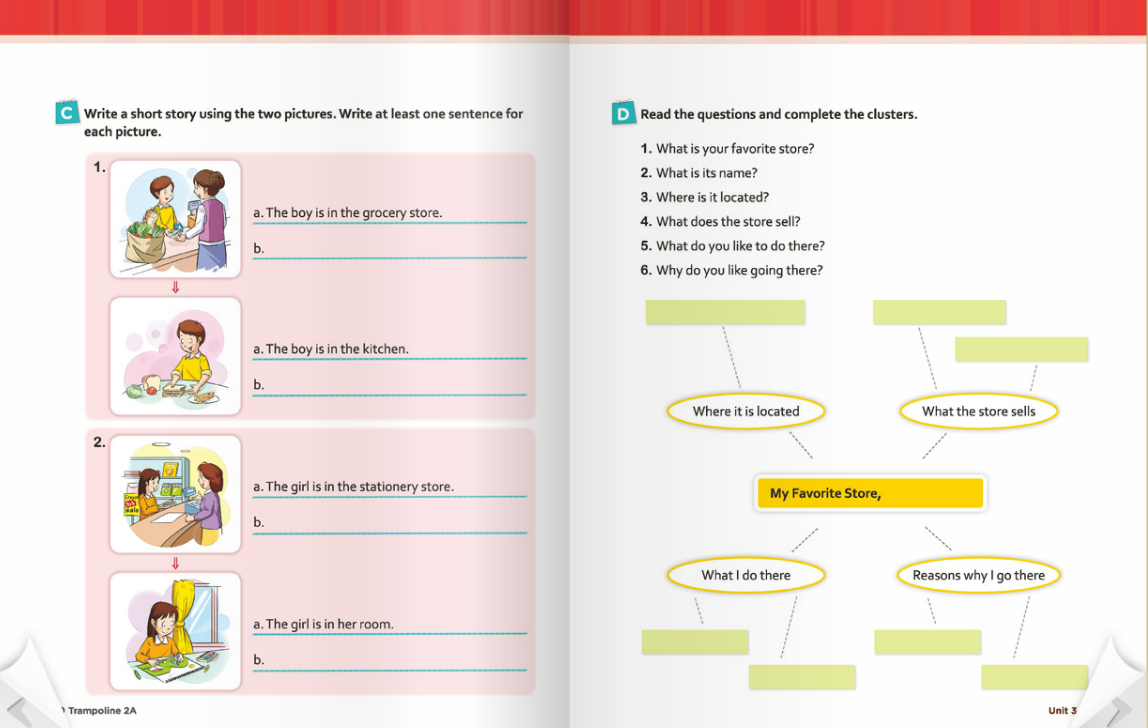 C Write a short story using the two pictures. Write at least one sentence for
each picture.
1.
a. The boy is in the grocery store.
b.
a. The boy is in the kitchen.
b.
2.
Crayon
sale
a. The girl is in the stationery store.
b.
a. The girl is in her room.
b.
Trampoline 2A
D Read the questions and complete the clusters.
1. What is your favorite store?
2. What is its name?
3. Where is it located?
4. What does the store sell?
5. What do you like to do there?
6. Why do you like going there?
Where it is located
What the store sells
My Favorite Store,
What I do there
Reasons why I go there
Unit 3